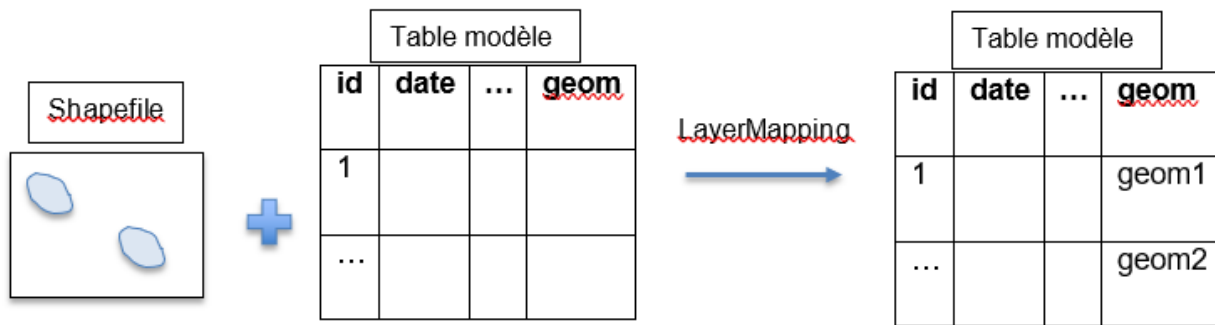 Shapefile
Table modèle
id date ... geom
1
...
LayerMapping
Table modèle
id date ... geom
1 geom1
... geom2